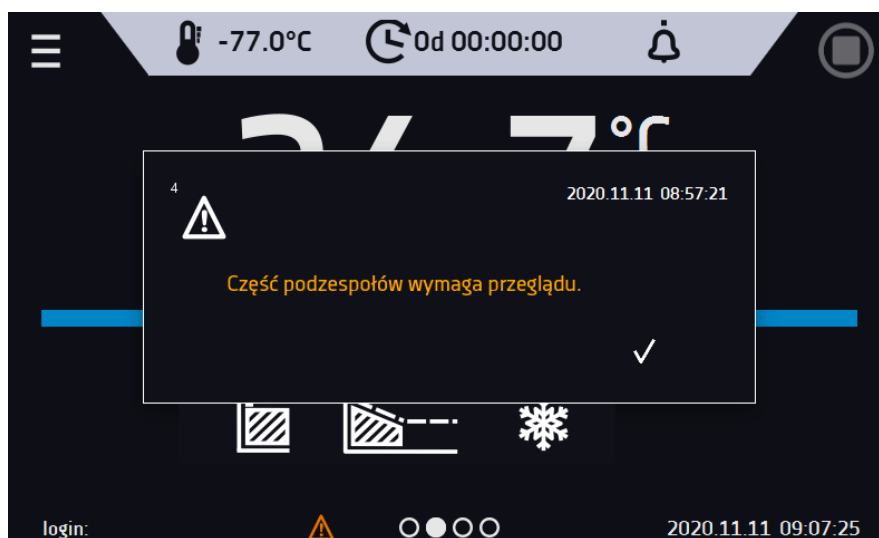 -77.0°C 0d 00:00:00
°C
4
2020.11.11 08:57:21
Część podzespołów wymaga przeglądu.
login: 2020.11.11 09:07:25